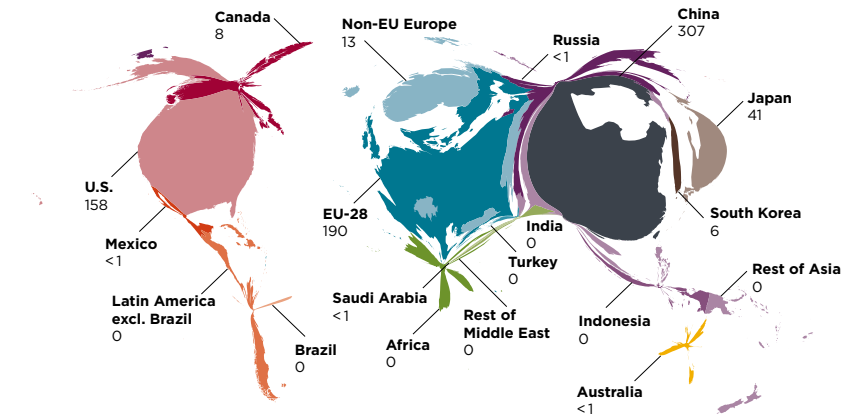 Canada
8
Non-EU Europe
13
Russia
<1
China
307
Japan
41
U.S.
158
EU-28
190
South Korea
6
Mexico
<1
India
0
Turkey
0
Rest of Asia
0
Latin America
excl. Brazil
0
Saudi Arabia
<1
Rest of
Middle East
0
Indonesia
0
Brazil
0
Africa
0
Australia
<1